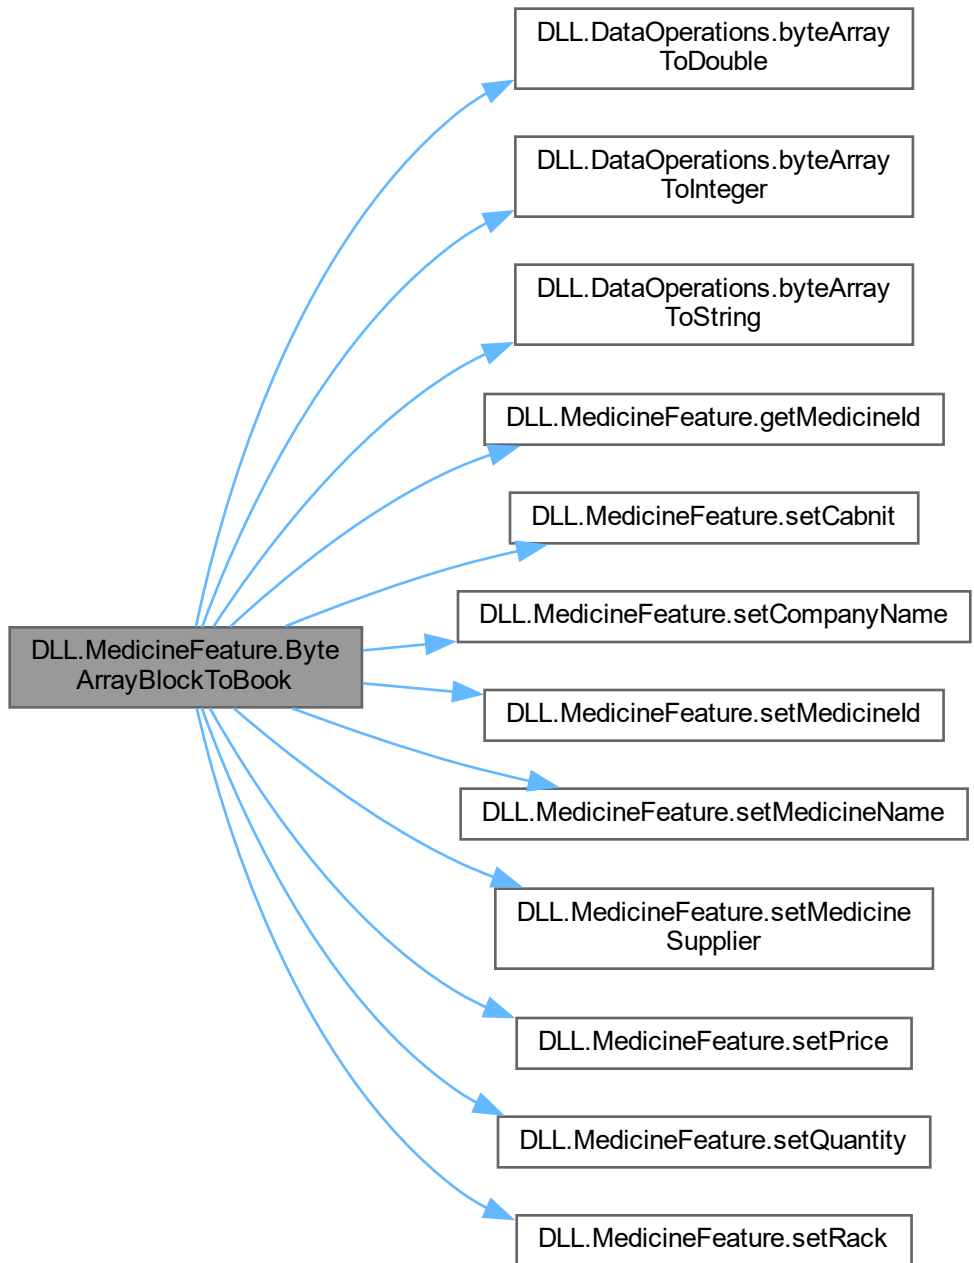 DLL.DataOperations.byteArray
ToDouble
DLL.DataOperations.byteArray
ToInteger
DLL.DataOperations.byteArray
ToString
DLL.MedicineFeature.getMedicineId
DLL.MedicineFeature.setCabnit
DLL.MedicineFeature.setCompanyName
DLL.MedicineFeature.Byte
ArrayBlockToBook
DLL.MedicineFeature.setMedicineId
DLL.MedicineFeature.setMedicineName
DLL.MedicineFeature.setMedicine
Supplier
DLL.MedicineFeature.setPrice
DLL.MedicineFeature.setQuantity
DLL.MedicineFeature.setRack